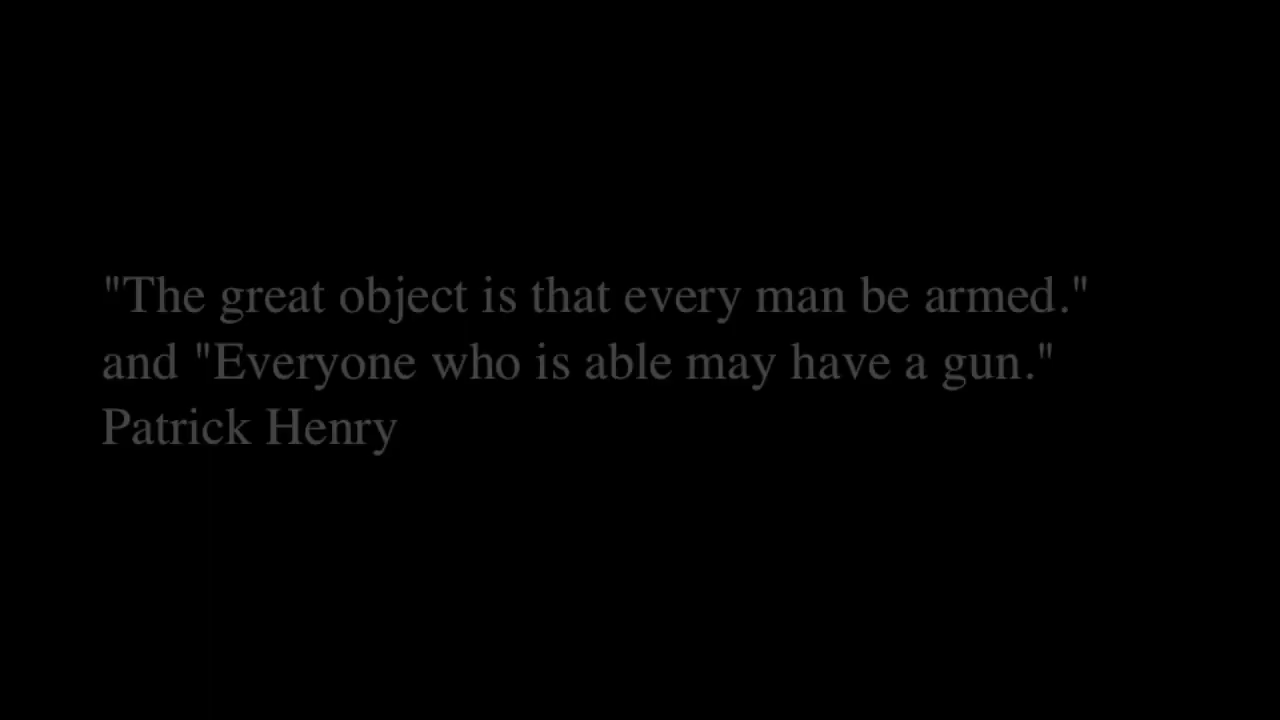 "The great object is that every man be armed."
and "Everyone who is able may have a gun."
Patrick Henry